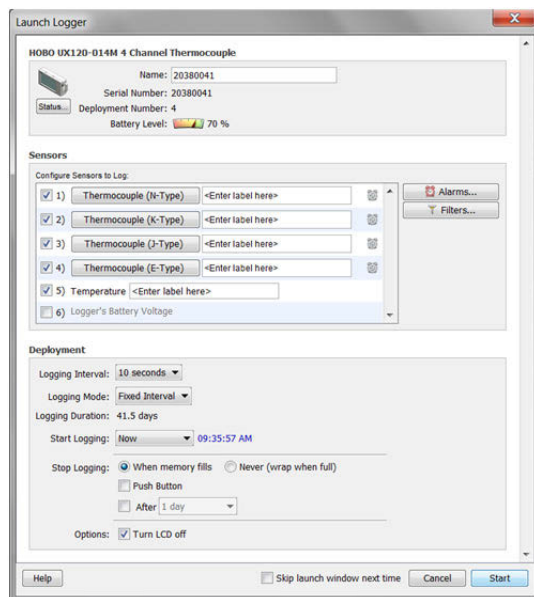 Launch Logger
HOBO UX120-014M 4 Channel Thermocouple
Name: 20380041
Serial Number: 20380041
Status... Deployment Number: 4
Battery Level: 70 %
Sensors
Configure Sensors to Log:
1) Thermocouple (N-Type) <Enter label here> Alarms...
2) Thermocouple (K-Type) <Enter label here> Filters...
3) Thermocouple (J-Type) <Enter label here>
4) Thermocouple (E-Type) <Enter label here>
5) Temperature <Enter label here>
6) Logger's Battery Voltage
Deployment
Logging Interval: 10 seconds
Logging Mode: Fixed Interval
Logging Duration: 41.5 days
Start Logging: Now 09:35:57 AM
Stop Logging: When memory fills Never (wrap when full)
Push Button
After 1 day
Options: Turn LCD off
Help Skip launch window next time Cancel Start